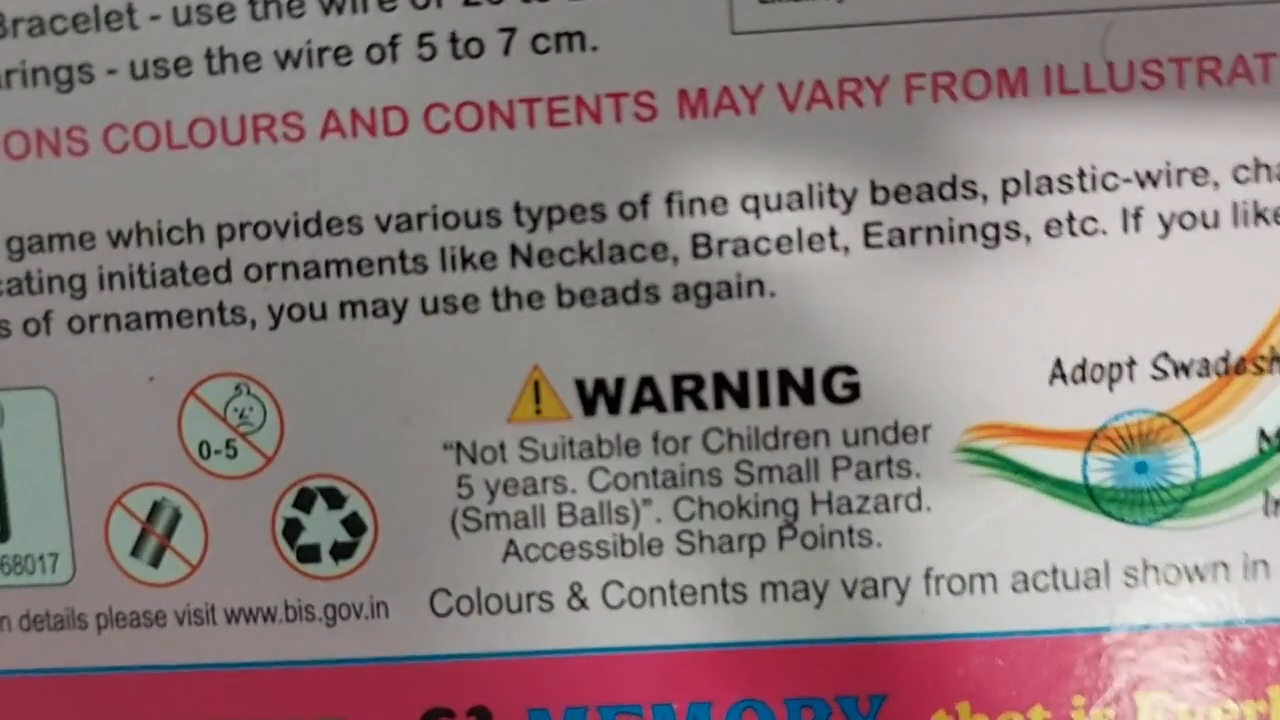 Bracelet - use the wire of
rings - use the wire of 5 to 7 cm.
ONS COLOURS AND CONTENTS MAY VARY FROM ILLUSTRAT
game which provides various types of fine quality beads, plastic-wire,
cating initiated ornaments like Necklace, Bracelet, Earnings, etc. If you like
s of ornaments, you may use the beads again.
Adopt Swadesh
WARNING
0-5
"Not Suitable for Children under
5 years. Contains Small Parts.
(Small Balls)". Choking Hazard.
Accessible Sharp Points.
68017
n details please visit www.bis.gov.in
Colours & Contents may vary from actual shown in
MEMORY that is